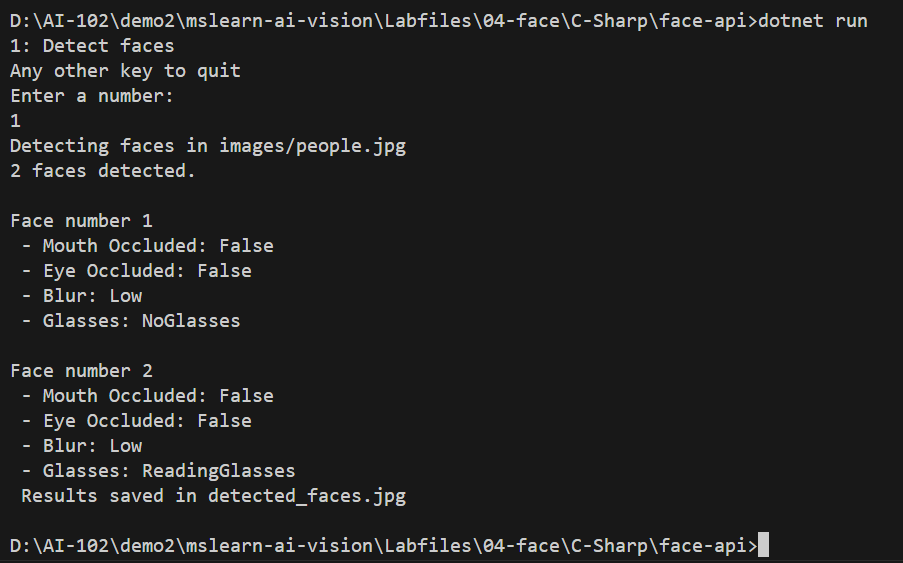 D:\AI-102\demo2\mslearn-ai-vision\Labfiles\04-face\C-Sharp\face-api>dotnet run
1: Detect faces
Any other key to quit
Enter a number:
1
Detecting faces in images/people.jpg
2 faces detected.

Face number 1
 - Mouth Occluded: False
 - Eye Occluded: False
 - Blur: Low
 - Glasses: NoGlasses

Face number 2
 - Mouth Occluded: False
 - Eye Occluded: False
 - Blur: Low
 - Glasses: ReadingGlasses
 Results saved in detected_faces.jpg

D:\AI-102\demo2\mslearn-ai-vision\Labfiles\04-face\C-Sharp\face-api>